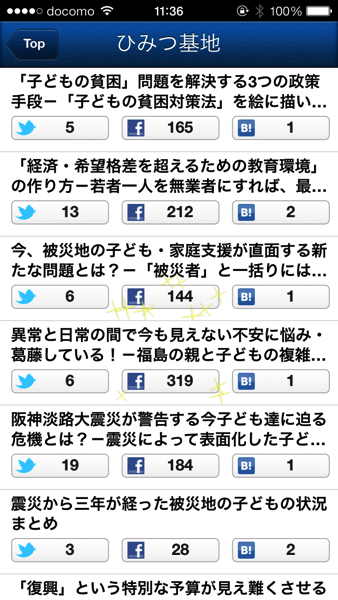 docomo 11:36 100%
Top ひみつ基地
「子どもの貧困」問題を解決する3つの政策
手段－「子どもの貧困対策法」を絵に描い…
5 165 B! 1
「経済・希望格差を超えるための教育環境」
の作り方－若者一人を無業者にすれば、最…
13 212 B! 2
今、被災地の子ども・家庭支援が直面する新
たな問題とは？－「被災者」と一括りには…
6 144 B! 1
異常と日常の間で今も見えない不安に悩み・
葛藤している！－福島の親と子どもの複雑…
6 319 B! 1
阪神淡路大震災が警告する今子ども達に迫る
危機とは？－震災によって表面化した子ど…
19 184 B! 1
震災から三年が経った被災地の子どもの状況
まとめ
3 28 B! 2
「復興」という特別な予算が見え難くさせる